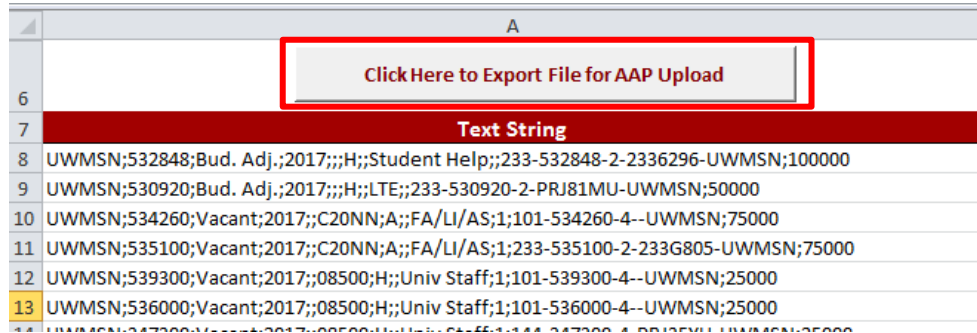 A
6 Click Here to Export File for AAP Upload
7 Text String
8 UWMSN;532848;Bud. Adj.;2017;;;H;;Student Help;;233-532848-2-2336296-UWMSN;100000
9 UWMSN;530920;Bud. Adj.;2017;;;H;;LTE;;233-530920-2-PRJ81MU-UWMSN;50000
10 UWMSN;534260;Vacant;2017;;C20NN;A;;FA/LI/AS;1;101-534260-4--UWMSN;75000
11 UWMSN;535100;Vacant;2017;;C20NN;A;;FA/LI/AS;1;233-535100-2-233G805-UWMSN;75000
12 UWMSN;539300;Vacant;2017;;08500;H;;Univ Staff;1;101-539300-4--UWMSN;25000
13 UWMSN;536000;Vacant;2017;;08500;H;;Univ Staff;1;101-536000-4--UWMSN;25000